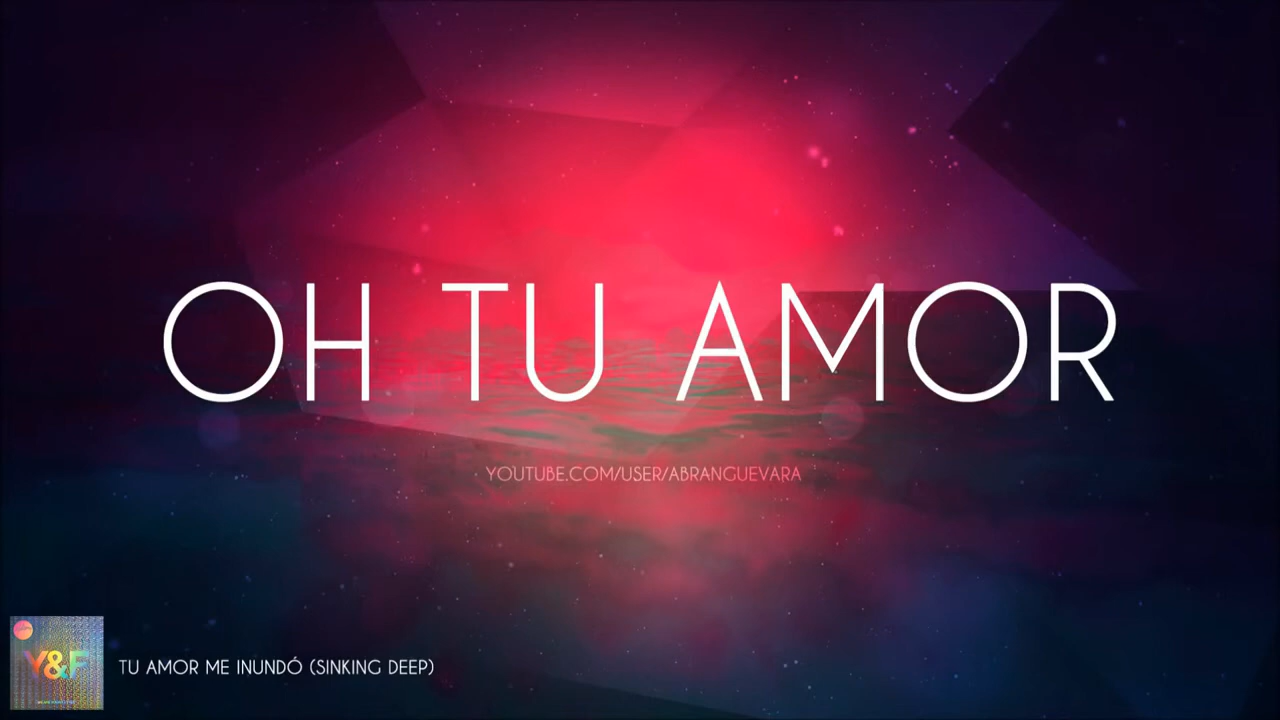 OH TU AMOR
YOUTUBE.COM/USER/ABRANGUEVARA
Y&F
TU AMOR ME INUNDÓ (SINKING DEEP)